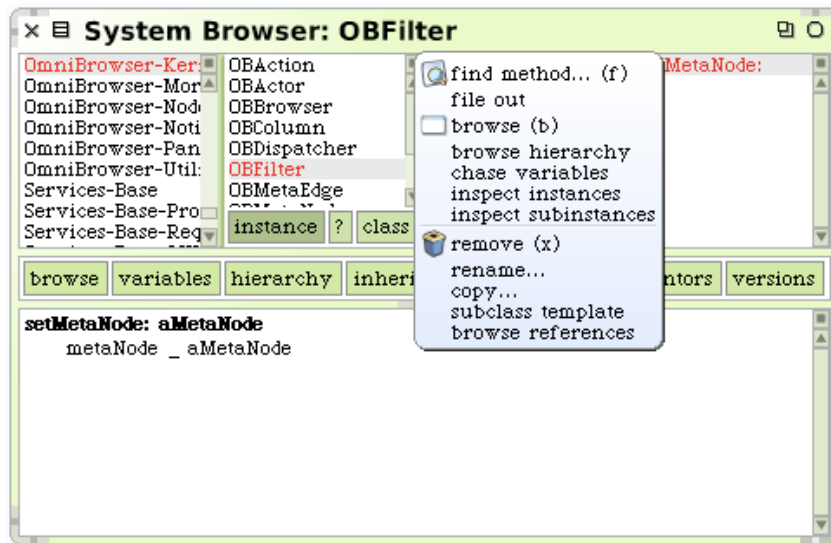 System Browser: OBFilter
OmniBrowser-Ker
OmniBrowser-Mor
OmniBrowser-Nod
OmniBrowser-Noti
OmniBrowser-Pan
OmniBrowser-Util
Services-Base
Services-Base-Pro
Services-Base-Req
OBAction
OBActor
OBBrowser
OBColumn
OBDispatcher
OBFilter
OBMetaEdge
instance ? class
MetaNode:
find method... (f)
file out
browse (b)
browse hierarchy
chase variables
inspect instances
inspect subinstances
remove (x)
rename...
copy...
subclass template
browse references
browse variables hierarchy inheri ntors versions
setMetaNode: aMetaNode
metaNode _ aMetaNode